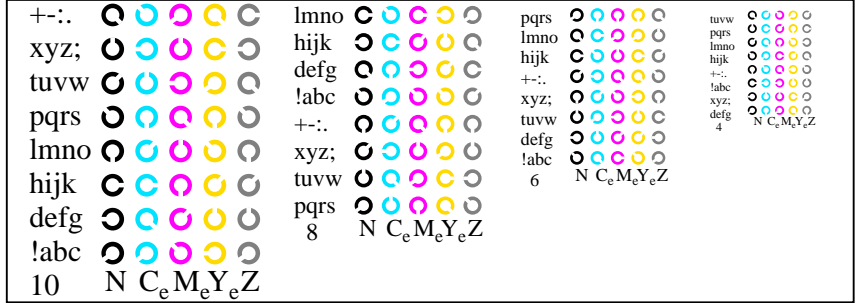 +-:.
xyz;
tuvw
pqrs
lmno
hijk
defg
!abc
10 N CeMeYeZ
lmno
hijk
defg
!abc
+-:.
xyz;
tuvw
pqrs
8 N CeMeYeZ
pqrs
lmno
hijk
+-:.
xyz;
tuvw
defg
!abc
6 N CeMeYeZ
tuvw
pqrs
lmno
hijk
+-:.
!abc
xyz;
defg
4 N CeMeYeZ